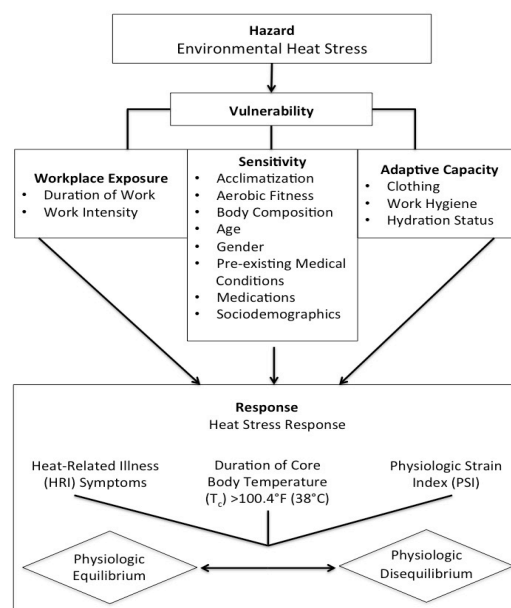 Hazard
Environmental Heat Stress
Vulnerability
Workplace Exposure
• Duration of Work
• Work Intensity
Sensitivity
• Acclimatization
• Aerobic Fitness
• Body Composition
• Age
• Gender
• Pre-existing Medical
Conditions
• Medications
• Sociodemographics
Adaptive Capacity
• Clothing
• Work Hygiene
• Hydration Status
Response
Heat Stress Response
Heat-Related Illness
(HRI) Symptoms
Duration of Core
Body Temperature
(Tc) >100.4°F (38°C)
Physiologic Strain
Index (PSI)
Physiologic
Equilibrium
Physiologic
Disequilibrium